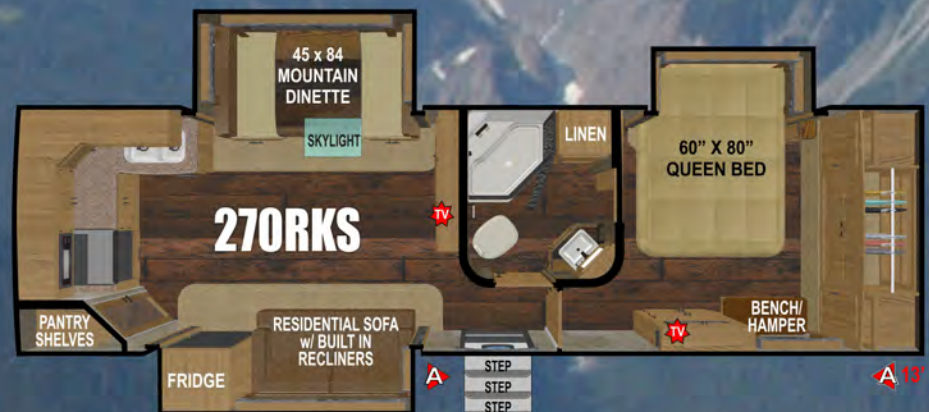 45 x 84
MOUNTAIN
DINETTE
SKYLIGHT
LINEN
60” X 80”
QUEEN BED
TV
270RKS
PANTRY
SHELVES
RESIDENTIAL SOFA
w/ BUILT IN
RECLINERS
FRIDGE
BENCH/
HAMPER
TV
A
STEP
STEP
STEP
A 13'